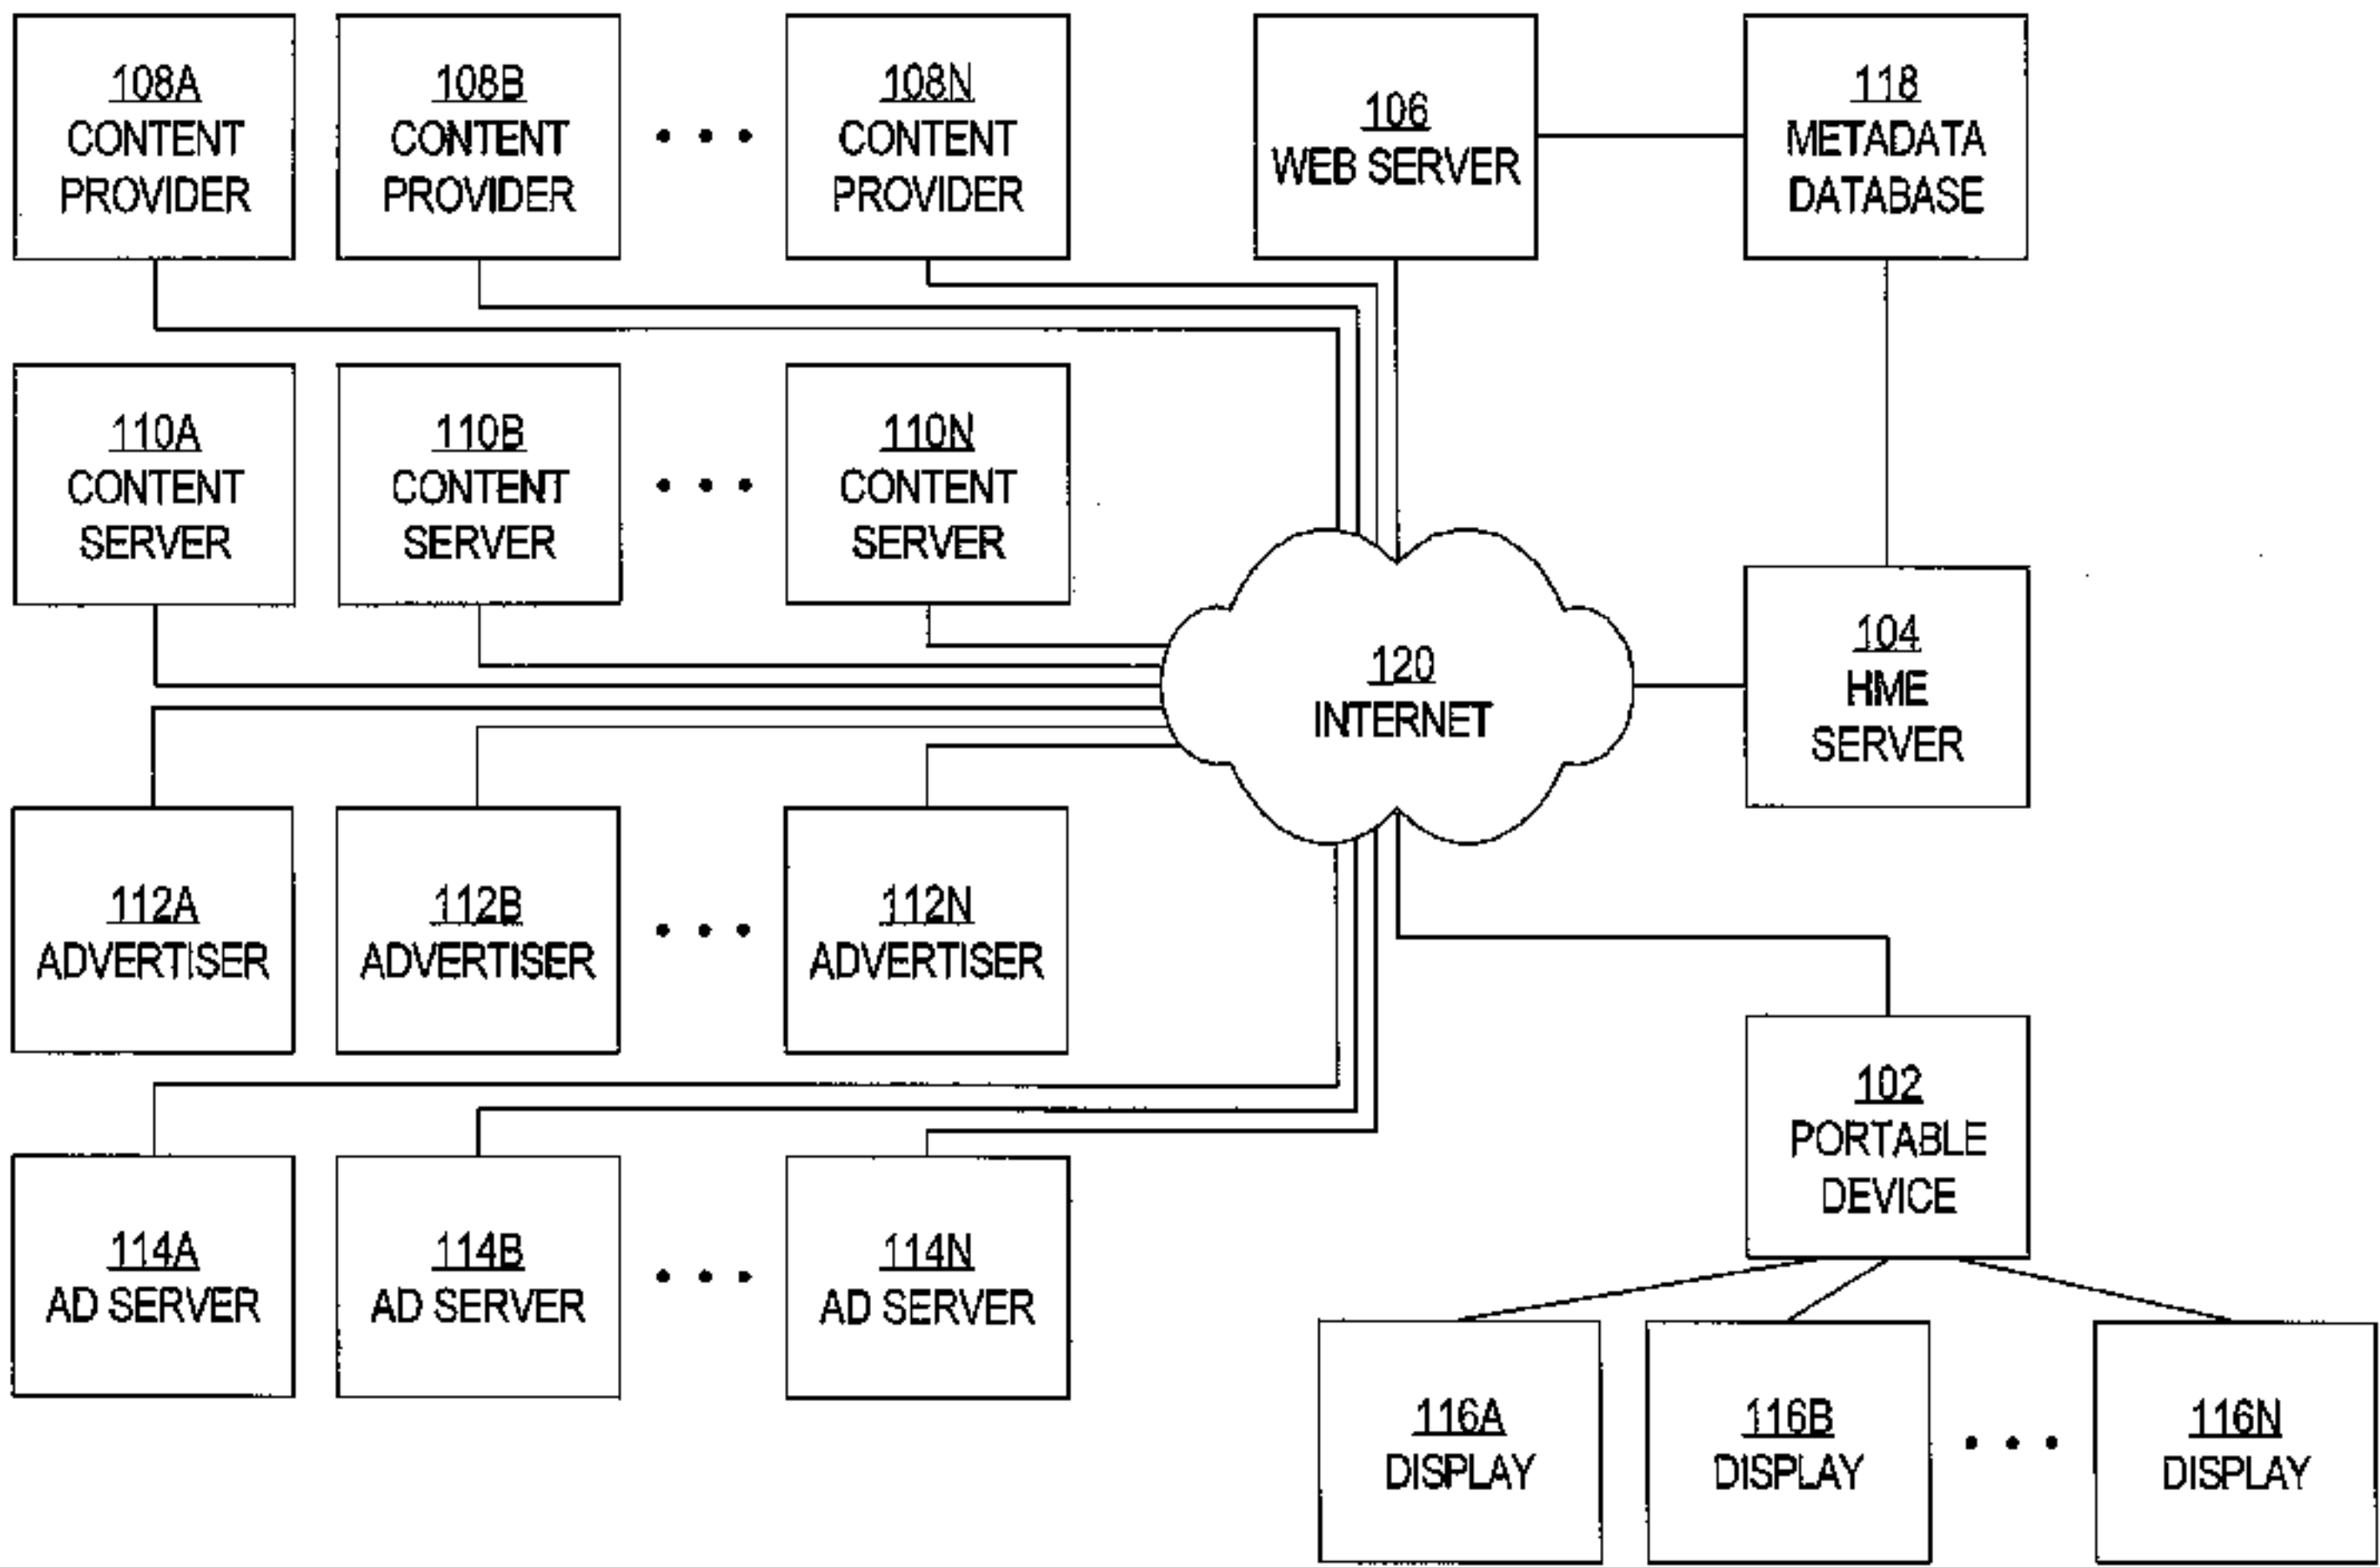 108A
CONTENT
PROVIDER
108B
CONTENT
PROVIDER
108N
CONTENT
PROVIDER
106
WEB SERVER
118
METADATA
DATABASE
110A
CONTENT
SERVER
110B
CONTENT
SERVER
110N
CONTENT
SERVER
120
INTERNET
104
HME
SERVER
112A
ADVERTISER
112B
ADVERTISER
112N
ADVERTISER
102
PORTABLE
DEVICE
114A
AD SERVER
114B
AD SERVER
114N
AD SERVER
116A
DISPLAY
116B
DISPLAY
116N
DISPLAY